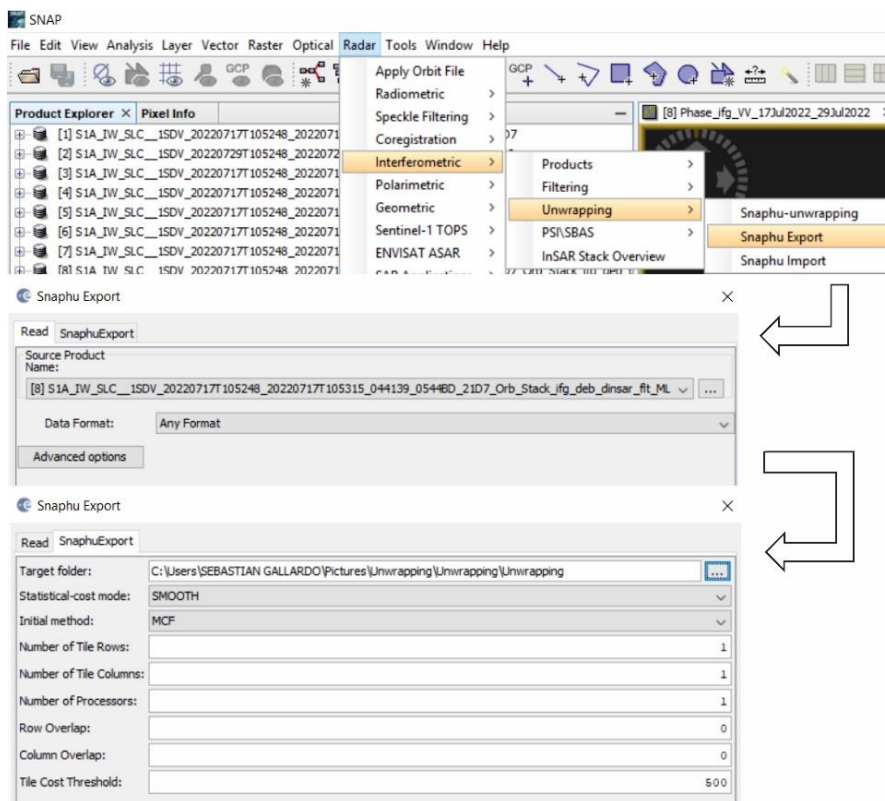 SNAP
File Edit View Analysis Layer Vector Raster Optical Radar Tools Window Help
GCP
GCP
Product Explorer × Pixel Info
[8] Phase_ifg_VV_17Jul2022_29Jul2022
[1] S1A_IW_SLC__1SDV_20220717T105248_2022071
[2] S1A_IW_SLC__1SDV_20220729T105248_2022072
[3] S1A_IW_SLC__1SDV_20220717T105248_2022071
[4] S1A_IW_SLC__1SDV_20220717T105248_2022071
[5] S1A_IW_SLC__1SDV_20220717T105248_2022071
[6] S1A_IW_SLC__1SDV_20220717T105248_2022071
[7] S1A_IW_SLC__1SDV_20220717T105248_2022071
[8] S1A_IW_SLC__1SDV_20220717T105248_2022071
Apply Orbit File
Radiometric >
Speckle Filtering >
Coregistration >
Interferometric >
Polarimetric >
Geometric >
Sentinel-1 TOPS >
ENVISAT ASAR >
Products >
Filtering >
Unwrapping >
PSI\SBAS >
InSAR Stack Overview
Snaphu-unwrapping
Snaphu Export
Snaphu Import
Snaphu Export
Read SnaphuExport
Source Product
Name:
[8] S1A_IW_SLC__1SDV_20220717T105248_20220717T105315_044139_0544BD_21D7_Orb_Stack_ifg_deb_dinsar_flt_ML ...
Data Format: Any Format
Advanced options
Snaphu Export
Read SnaphuExport
Target folder: C:\Users\SEBASTIAN GALLARDO\Pictures\Unwrapping\Unwrapping\Unwrapping ...
Statistical-cost mode: SMOOTH
Initial method: MCF
Number of Tile Rows: 1
Number of Tile Columns: 1
Number of Processors: 1
Row Overlap: 0
Column Overlap: 0
Tile Cost Threshold: 500